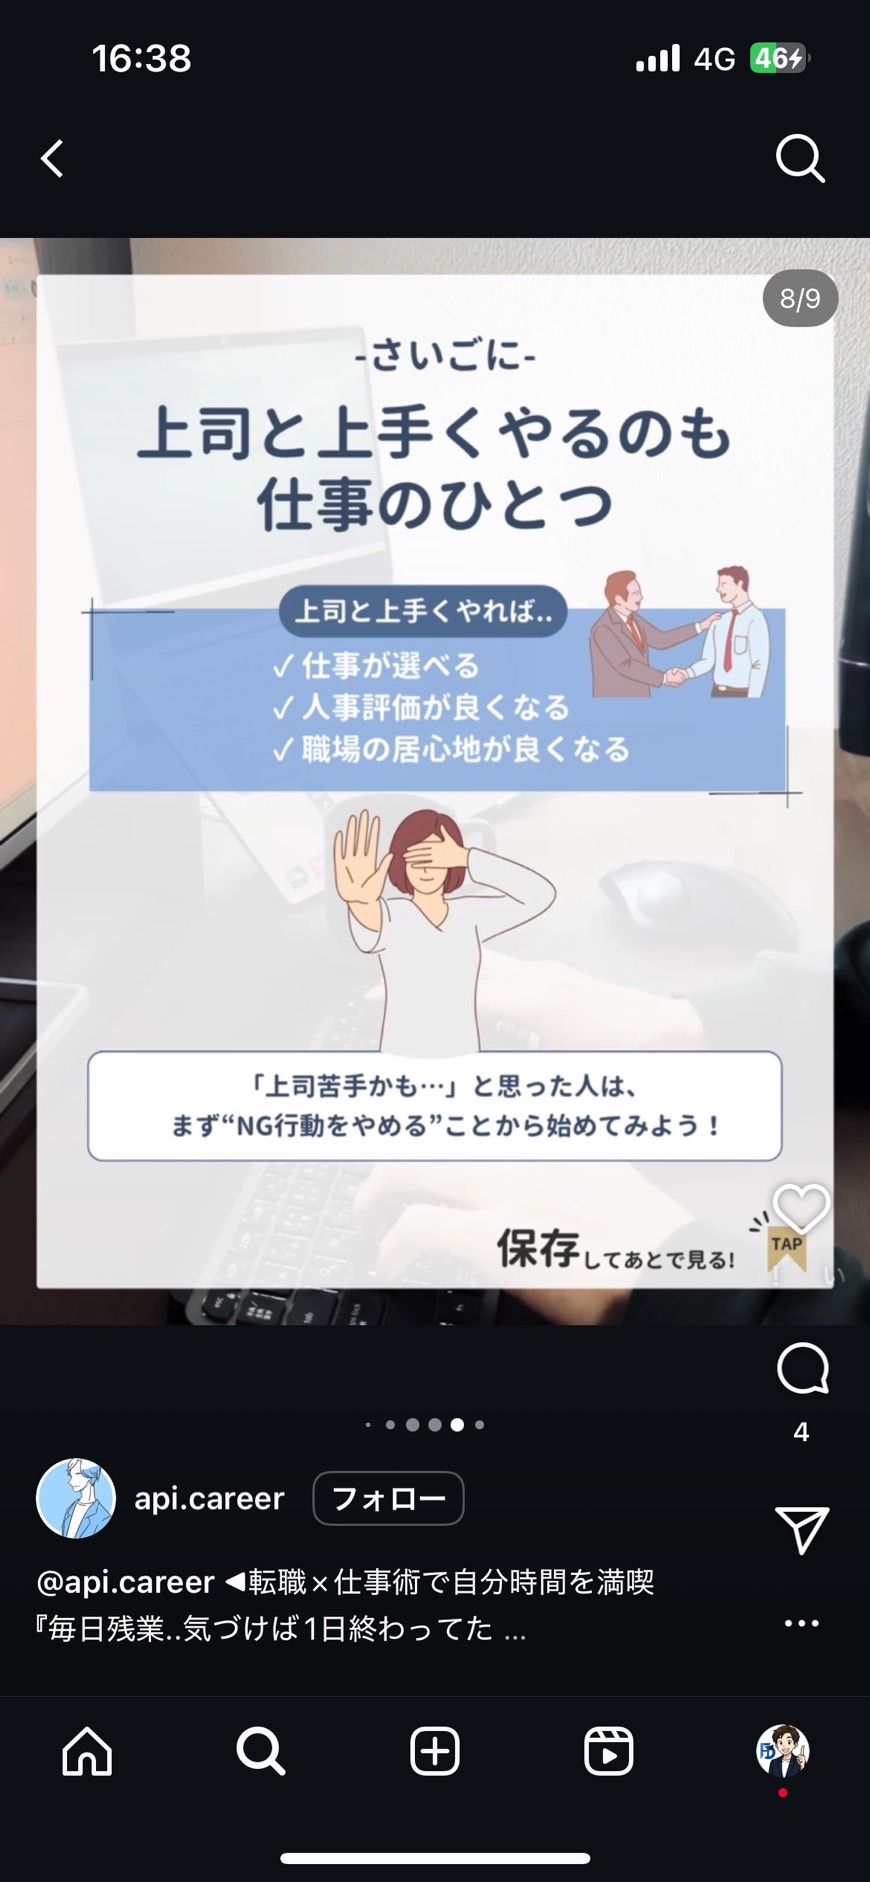 16:38
4G
46
8/9
-さいごに-
上司と上手くやるのも
仕事のひとつ
上司と上手くやれば..
✓ 仕事が選べる
✓ 人事評価が良くなる
✓ 職場の居心地が良くなる
「上司苦手かも…」と思った人は、
まず“NG行動をやめる”ことから始めてみよう！
保存してあとで見る!
TAP
4
api.career
フォロー
@api.career ◀転職×仕事術で自分時間を満喫
『毎日残業..気づけば1日終わってた ...